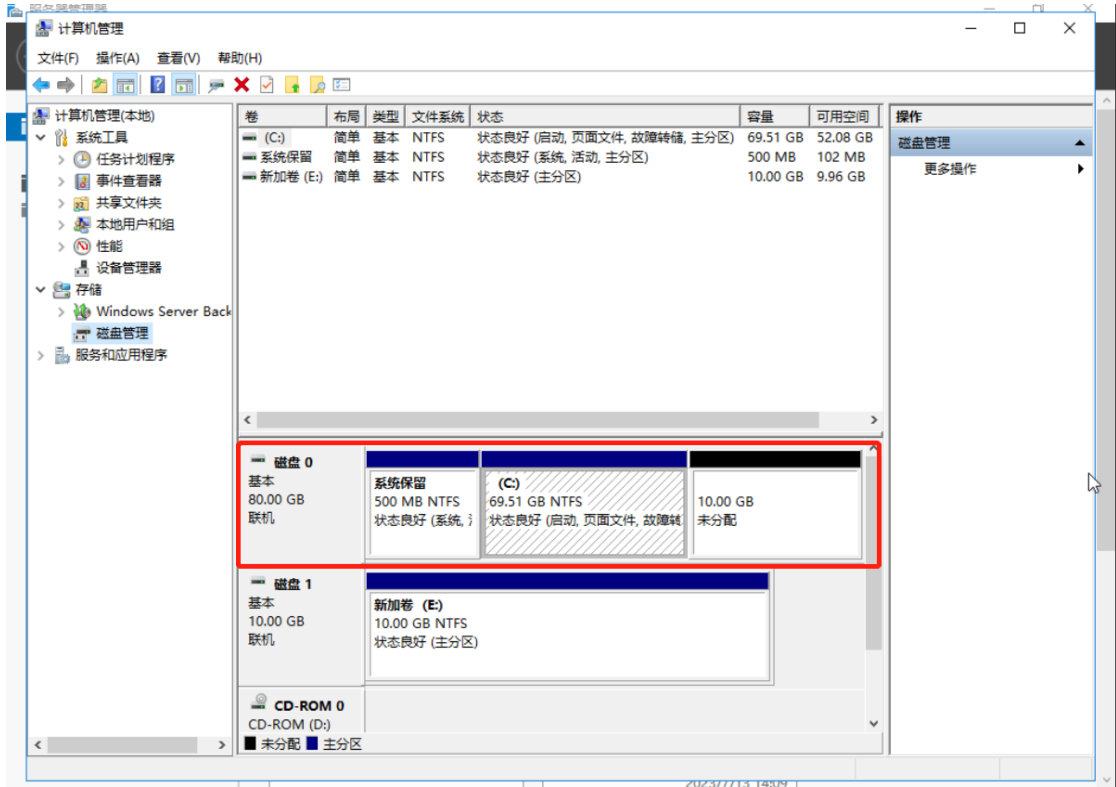 服务器管理器
计算机管理
文件(F) 操作(A) 查看(V) 帮助(H)
计算机管理(本地)
系统工具
任务计划程序
事件查看器
共享文件夹
本地用户和组
性能
设备管理器
存储
Windows Server Back
磁盘管理
服务和应用程序
卷 布局 类型 文件系统 状态 容量 可用空间
(C:) 简单 基本 NTFS 状态良好 (启动, 页面文件, 故障转储, 主分区) 69.51 GB 52.08 GB
系统保留 简单 基本 NTFS 状态良好 (系统, 活动, 主分区) 500 MB 102 MB
新加卷 (E:) 简单 基本 NTFS 状态良好 (主分区) 10.00 GB 9.96 GB
磁盘 0
基本
80.00 GB
联机
系统保留
500 MB NTFS
状态良好 (系统,
(C:)
69.51 GB NTFS
状态良好 (启动, 页面文件, 故障转
10.00 GB
未分配
磁盘 1
基本
10.00 GB
联机
新加卷 (E:)
10.00 GB NTFS
状态良好 (主分区)
CD-ROM 0
CD-ROM (D:)
未分配 主分区
操作
磁盘管理
更多操作
2023/7/13 14:09